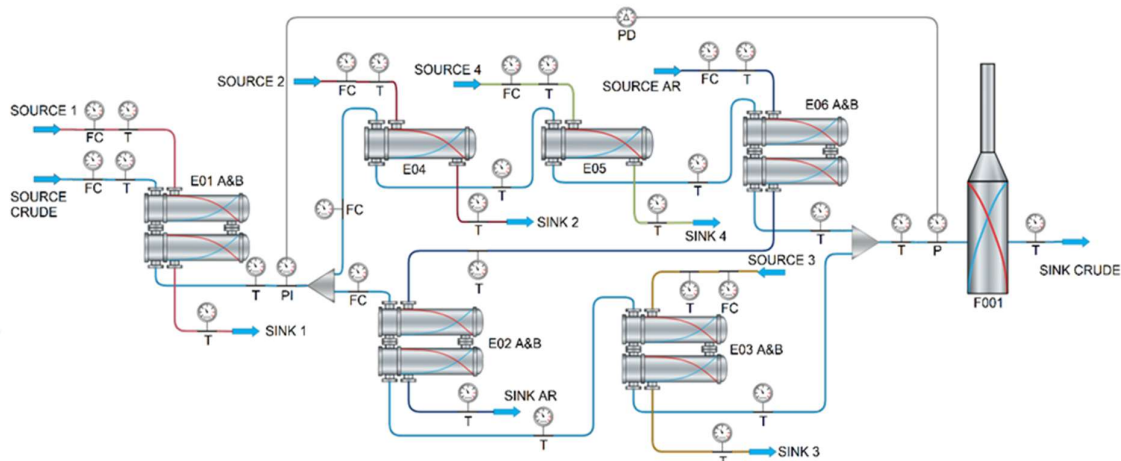 PD
SOURCE 2
FC
T
SOURCE 4
FC
T
SOURCE AR
FC
T
SOURCE 1
FC
T
E06 A&B
SOURCE
CRUDE
FC
T
E01 A&B
E04
T
E05
T
FC
T
SINK 2
T
SINK 4
T
T
P
T
SINK CRUDE
F001
T
PI
FC
T
SOURCE 3
T
FC
T
SINK 1
E02 A&B
E03 A&B
T
SINK AR
T
T
T
SINK 3